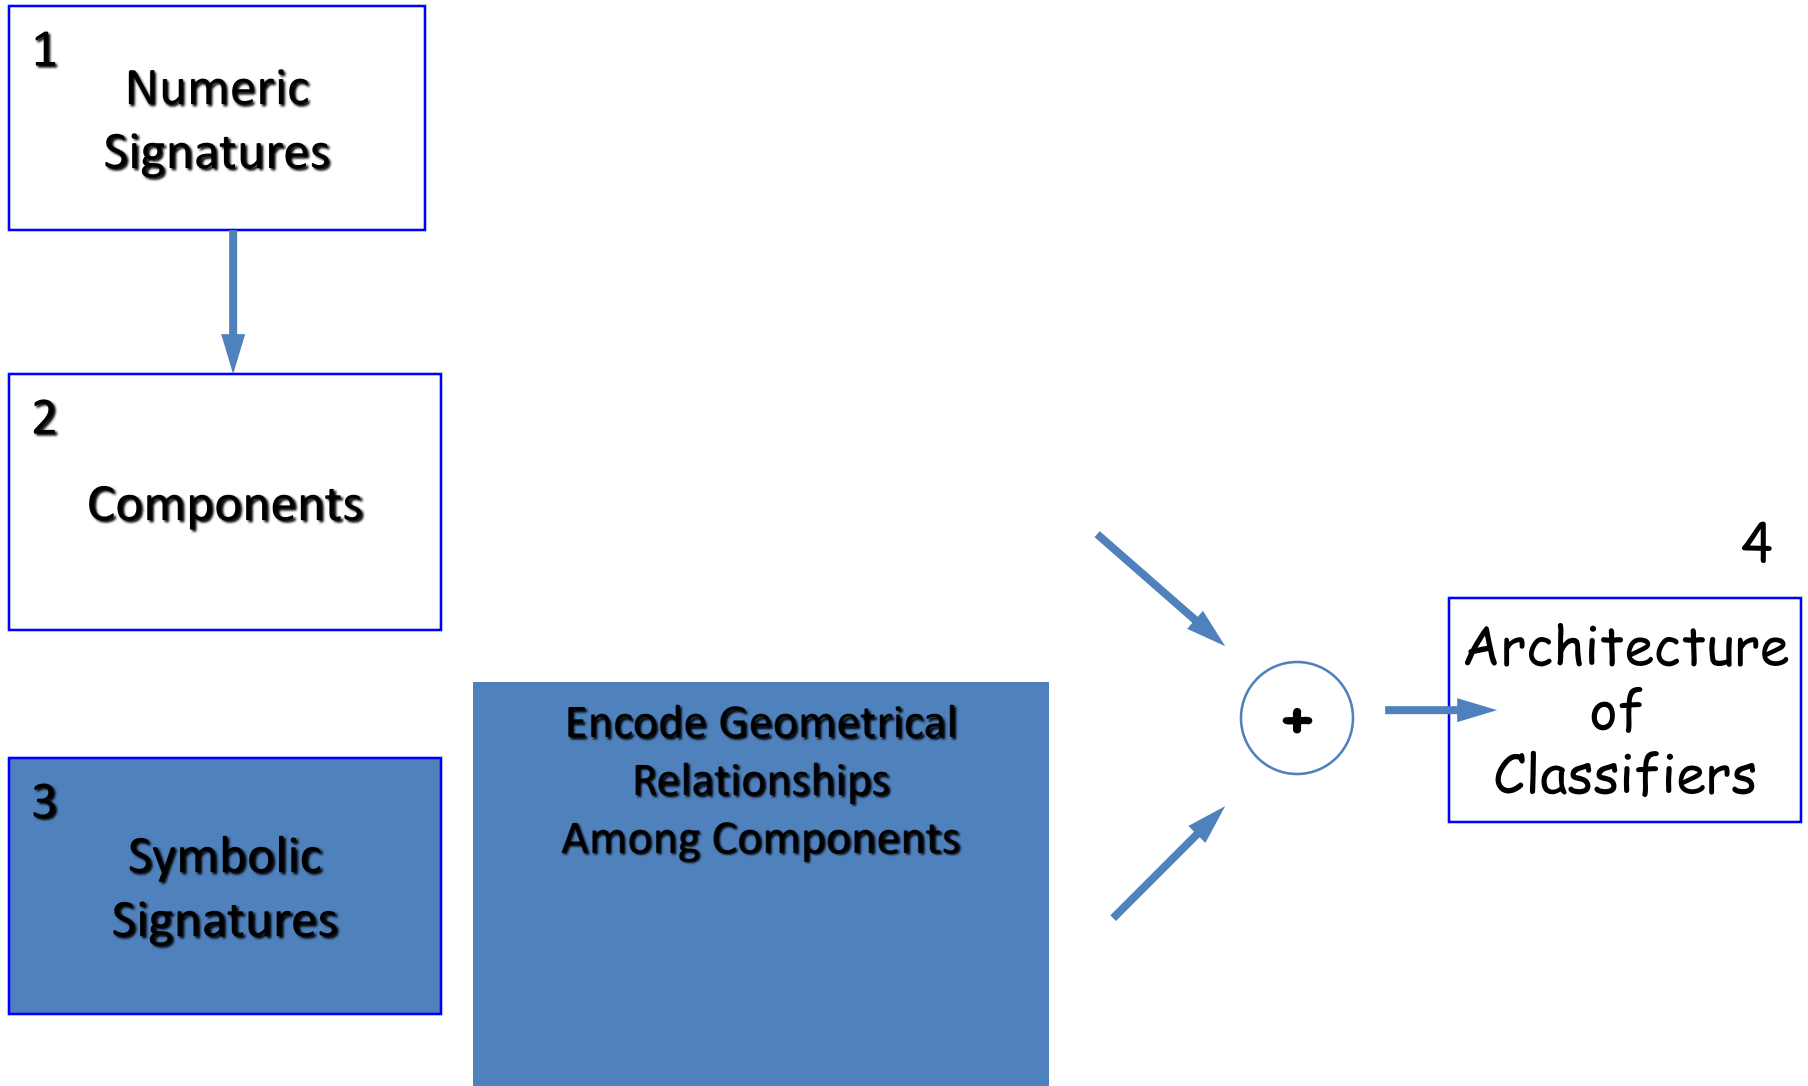 1
Numeric
Signatures
2
Components
3
Symbolic
Signatures
Encode Geometrical
Relationships
Among Components
+
4
Architecture
of
Classifiers